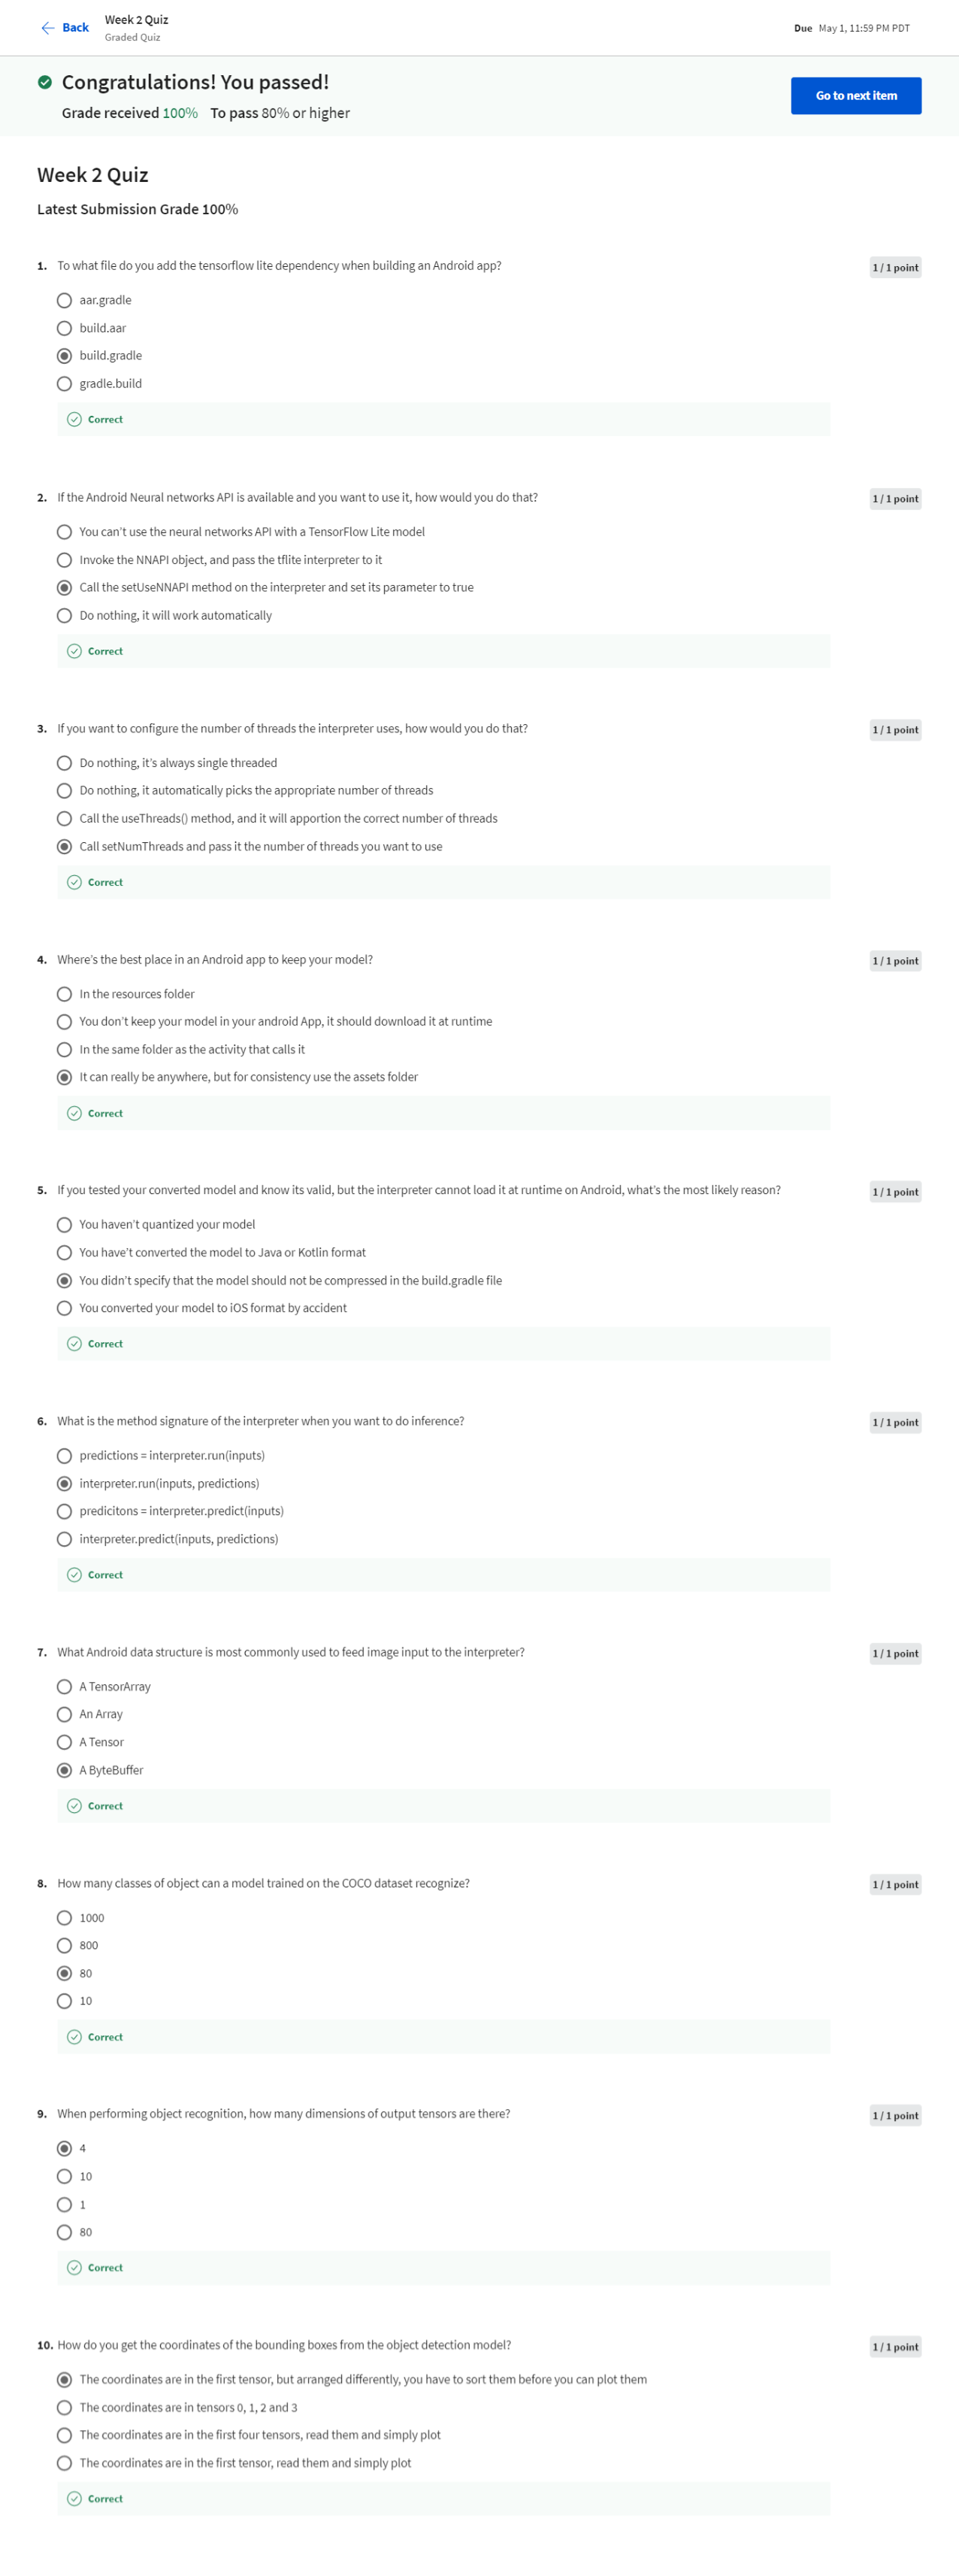 Back
Week 2 Quiz
Graded Quiz
Due May 1, 11:59 PM PDT
Congratulations! You passed!
Grade received 100% To pass 80% or higher
Go to next item
Week 2 Quiz
Latest Submission Grade 100%
1. To what file do you add the tensorflow lite dependency when building an Android app?
1 / 1 point
aar.gradle
build.aar
build.gradle
gradle.build
Correct
2. If the Android Neural networks API is available and you want to use it, how would you do that?
1 / 1 point
You can't use the neural networks API with a TensorFlow Lite model
Invoke the NNAPI object, and pass the tflite interpreter to it
Call the setUseNNAPI method on the interpreter and set its parameter to true
Do nothing, it will work automatically
Correct
3. If you want to configure the number of threads the interpreter uses, how would you do that?
1 / 1 point
Do nothing, it's always single threaded
Do nothing, it automatically picks the appropriate number of threads
Call the useThreads() method, and it will apportion the correct number of threads
Call setNumThreads and pass it the number of threads you want to use
Correct
4. Where's the best place in an Android app to keep your model?
1 / 1 point
In the resources folder
You don't keep your model in your android App, it should download it at runtime
In the same folder as the activity that calls it
It can really be anywhere, but for consistency use the assets folder
Correct
5. If you tested your converted model and know its valid, but the interpreter cannot load it at runtime on Android, what's the most likely reason?
1 / 1 point
You haven't quantized your model
You have't converted the model to Java or Kotlin format
You didn't specify that the model should not be compressed in the build.gradle file
You converted your model to iOS format by accident
Correct
6. What is the method signature of the interpreter when you want to do inference?
1 / 1 point
predictions = interpreter.run(inputs)
interpreter.run(inputs, predictions)
predicitons = interpreter.predict(inputs)
interpreter.predict(inputs, predictions)
Correct
7. What Android data structure is most commonly used to feed image input to the interpreter?
1 / 1 point
A TensorArray
An Array
A Tensor
A ByteBuffer
Correct
8. How many classes of object can a model trained on the COCO dataset recognize?
1 / 1 point
1000
800
80
10
Correct
9. When performing object recognition, how many dimensions of output tensors are there?
1 / 1 point
4
10
1
80
Correct
10. How do you get the coordinates of the bounding boxes from the object detection model?
1 / 1 point
The coordinates are in the first tensor, but arranged differently, you have to sort them before you can plot them
The coordinates are in tensors 0, 1, 2 and 3
The coordinates are in the first four tensors, read them and simply plot
The coordinates are in the first tensor, read them and simply plot
Correct